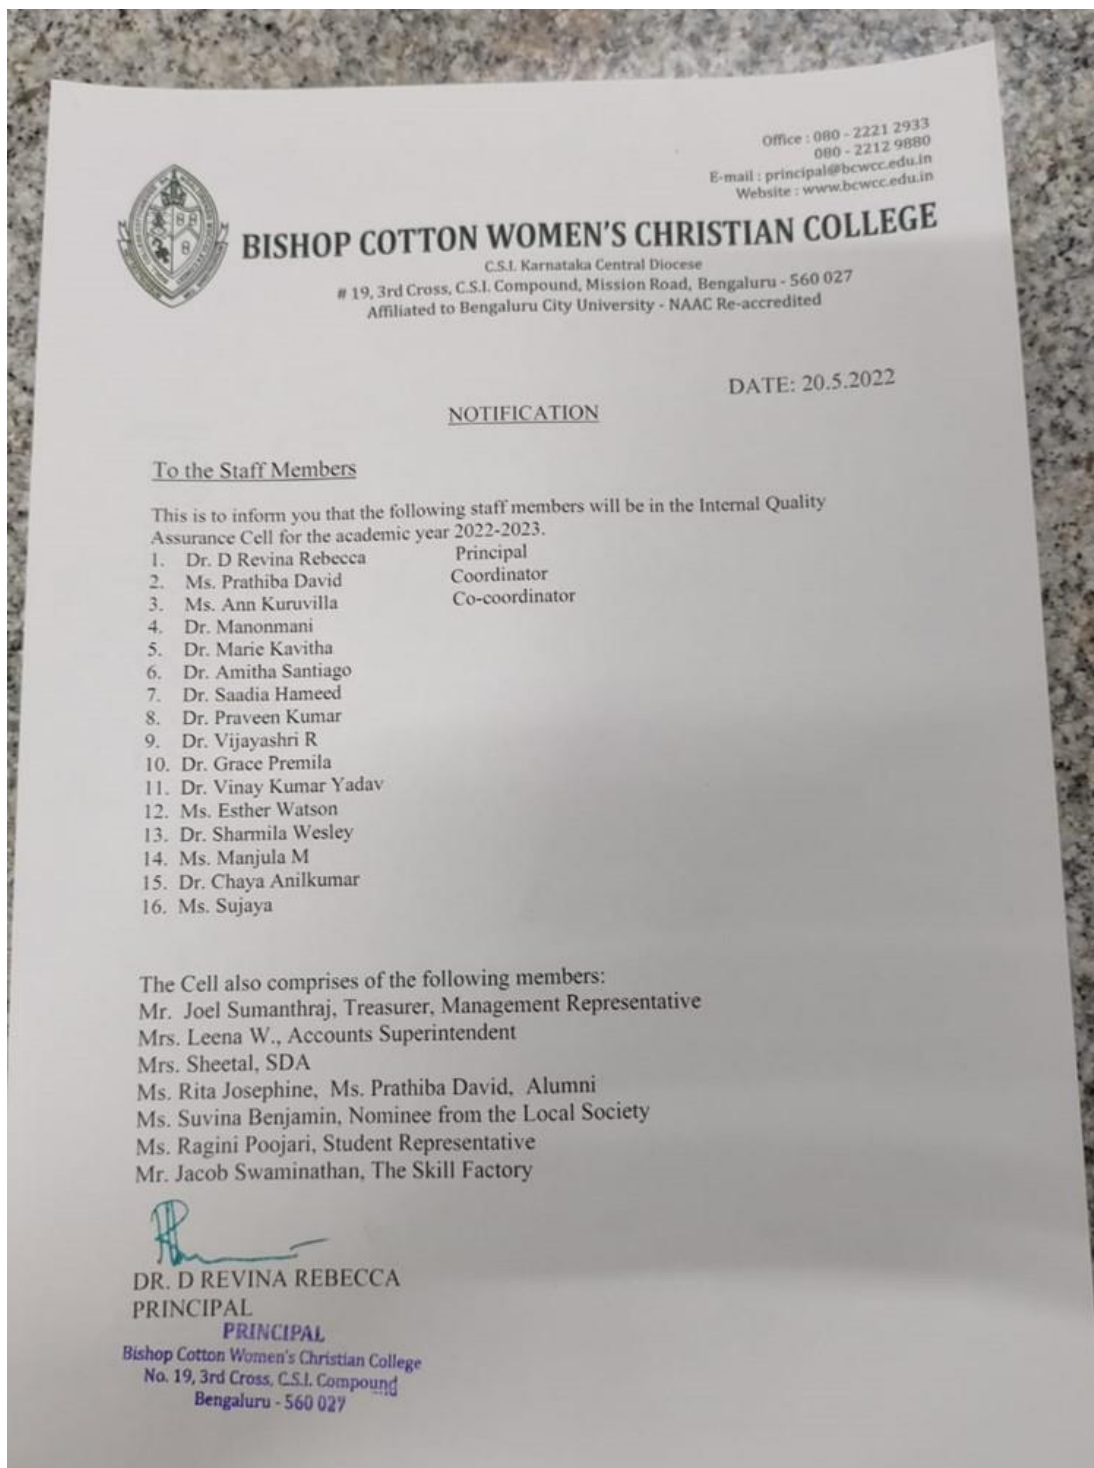 Office : 080 - 2221 2933
080 - 2212 9880
E-mail : principal@bcwcc.edu.in
Website : www.bcwcc.edu.in
BISHOP COTTON WOMEN'S CHRISTIAN COLLEGE
C.S.I. Karnataka Central Diocese
# 19, 3rd Cross, C.S.I. Compound, Mission Road, Bengaluru - 560 027
Affiliated to Bengaluru City University - NAAC Re-accredited
DATE: 20.5.2022
NOTIFICATION
To the Staff Members
This is to inform you that the following staff members will be in the Internal Quality
Assurance Cell for the academic year 2022-2023.
1. Dr. D Revina Rebecca Principal
2. Ms. Prathiba David Coordinator
3. Ms. Ann Kuruvilla Co-coordinator
4. Dr. Manonmani
5. Dr. Marie Kavitha
6. Dr. Amitha Santiago
7. Dr. Saadia Hameed
8. Dr. Praveen Kumar
9. Dr. Vijayashri R
10. Dr. Grace Premila
11. Dr. Vinay Kumar Yadav
12. Ms. Esther Watson
13. Dr. Sharmila Wesley
14. Ms. Manjula M
15. Dr. Chaya Anilkumar
16. Ms. Sujaya
The Cell also comprises of the following members:
Mr. Joel Sumanthraj, Treasurer, Management Representative
Mrs. Leena W., Accounts Superintendent
Mrs. Sheetal, SDA
Ms. Rita Josephine, Ms. Prathiba David, Alumni
Ms. Suvina Benjamin, Nominee from the Local Society
Ms. Ragini Poojari, Student Representative
Mr. Jacob Swaminathan, The Skill Factory
DR. D REVINA REBECCA
PRINCIPAL
PRINCIPAL
Bishop Cotton Women's Christian College
No. 19, 3rd Cross, C.S.I. Compound
Bengaluru - 560 027